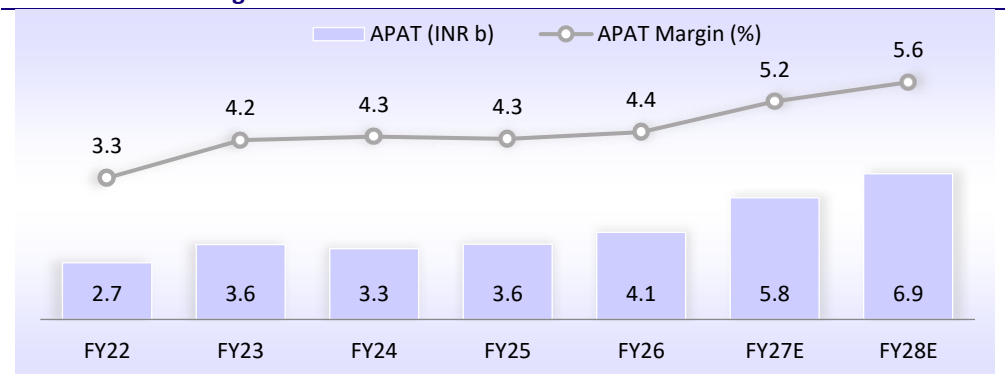 APAT (INR b) APAT Margin (%)
3.3 4.2 4.3 4.3 4.4 5.2 5.6
2.7 3.6 3.3 3.6 4.1 5.8 6.9
FY22 FY23 FY24 FY25 FY26 FY27E FY28E